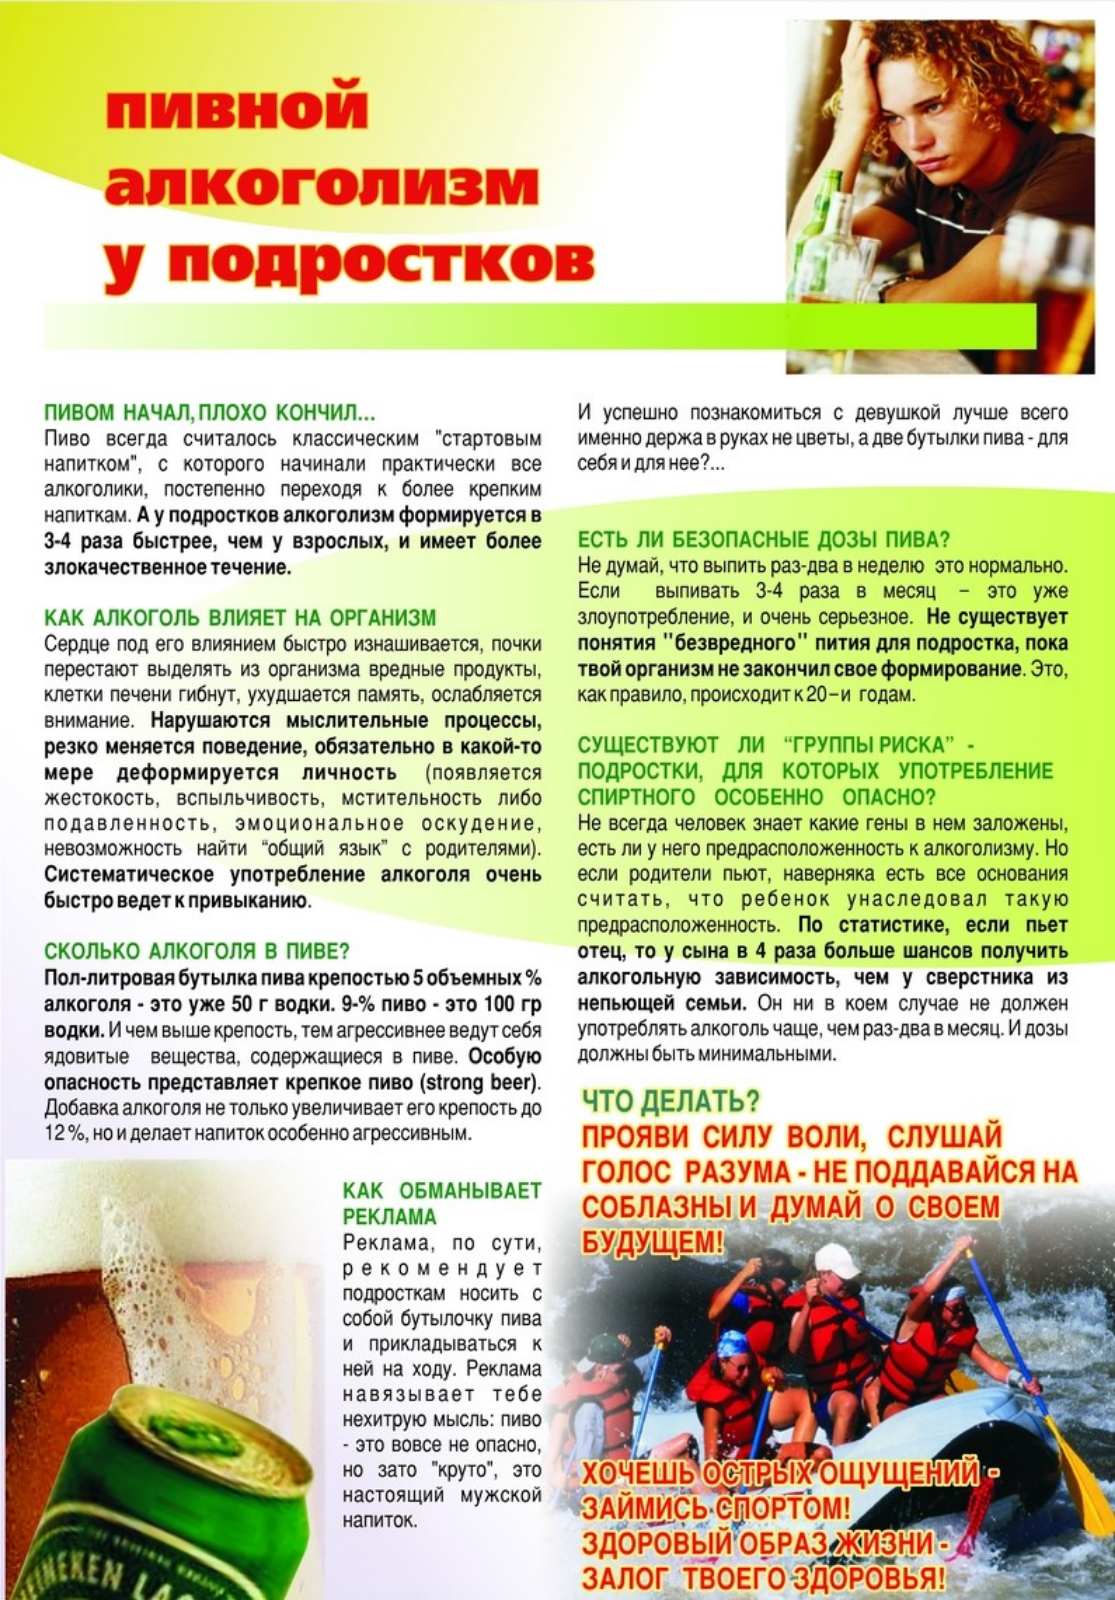 пивной
алкоголизм
у подростков
ПИВОМ НАЧАЛ, ПЛОХО КОНЧИЛ...
Пиво всегда считалось классическим "стартовым
напитком", с которого начинали практически все
алкоголики, постепенно переходя к более крепким
напиткам. А у подростков алкоголизм формируется в
3-4 раза быстрее, чем у взрослых, и имеет более
злокачественное течение.
КАК АЛКОГОЛЬ ВЛИЯЕТ НА ОРГАНИЗМ
Сердце под его влиянием быстро изнашивается, почки
перестают выделять из организма вредные продукты,
клетки печени гибнут, ухудшается память, ослабляется
внимание. Нарушаются мыслительные процессы,
резко меняется поведение, обязательно в какой-то
мере деформируется личность (появляется
жестокость, вспыльчивость, мстительность либо
подавленность, эмоциональное оскудение,
невозможность найти “общий язык” с родителями).
Систематическое употребление алкоголя очень
быстро ведет к привыканию.
СКОЛЬКО АЛКОГОЛЯ В ПИВЕ?
Пол-литровая бутылка пива крепостью 5 объемных %
алкоголя - это уже 50 г водки. 9-% пиво - это 100 гр
водки. И чем выше крепость, тем агрессивнее ведут себя
ядовитые вещества, содержащиеся в пиве. Особую
опасность представляет крепкое пиво (strong beer).
Добавка алкоголя не только увеличивает его крепость до
12 %, но и делает напиток особенно агрессивным.
КАК ОБМАНЫВАЕТ
РЕКЛАМА
Реклама, по сути,
рекомендует
подросткам носить с
собой бутылочку пива
и прикладываться к
ней на ходу. Реклама
навязывает тебе
нехитрую мысль: пиво
- это вовсе не опасно,
но зато "круто", это
настоящий мужской
напиток.
И успешно познакомиться с девушкой лучше всего
именно держа в руках не цветы, а две бутылки пива - для
себя и для нее?...
ЕСТЬ ЛИ БЕЗОПАСНЫЕ ДОЗЫ ПИВА?
Не думай, что выпить раз-два в неделю это нормально.
Если выпивать 3-4 раза в месяц – это уже
злоупотребление, и очень серьезное. Не существует
понятия "безвредного" пития для подростка, пока
твой организм не закончил свое формирование. Это,
как правило, происходит к 20–и годам.
СУЩЕСТВУЮТ ЛИ “ГРУППЫ РИСКА” -
ПОДРОСТКИ, ДЛЯ КОТОРЫХ УПОТРЕБЛЕНИЕ
СПИРТНОГО ОСОБЕННО ОПАСНО?
Не всегда человек знает какие гены в нем заложены,
есть ли у него предрасположенность к алкоголизму. Но
если родители пьют, наверняка есть все основания
считать, что ребенок унаследовал такую
предрасположенность. По статистике, если пьет
отец, то у сына в 4 раза больше шансов получить
алкогольную зависимость, чем у сверстника из
непьющей семьи. Он ни в коем случае не должен
употреблять алкоголь чаще, чем раз-два в месяц. И дозы
должны быть минимальными.
ЧТО ДЕЛАТЬ?
ПРОЯВИ СИЛУ ВОЛИ, СЛУШАЙ
ГОЛОС РАЗУМА - НЕ ПОДДАВАЙСЯ НА
СОБЛАЗНЫ И ДУМАЙ О СВОЕМ
БУДУЩЕМ!
ХОЧЕШЬ ОСТРЫХ ОЩУЩЕНИЙ -
ЗАЙМИСЬ СПОРТОМ!
ЗДОРОВЫЙ ОБРАЗ ЖИЗНИ -
ЗАЛОГ ТВОЕГО ЗДОРОВЬЯ!